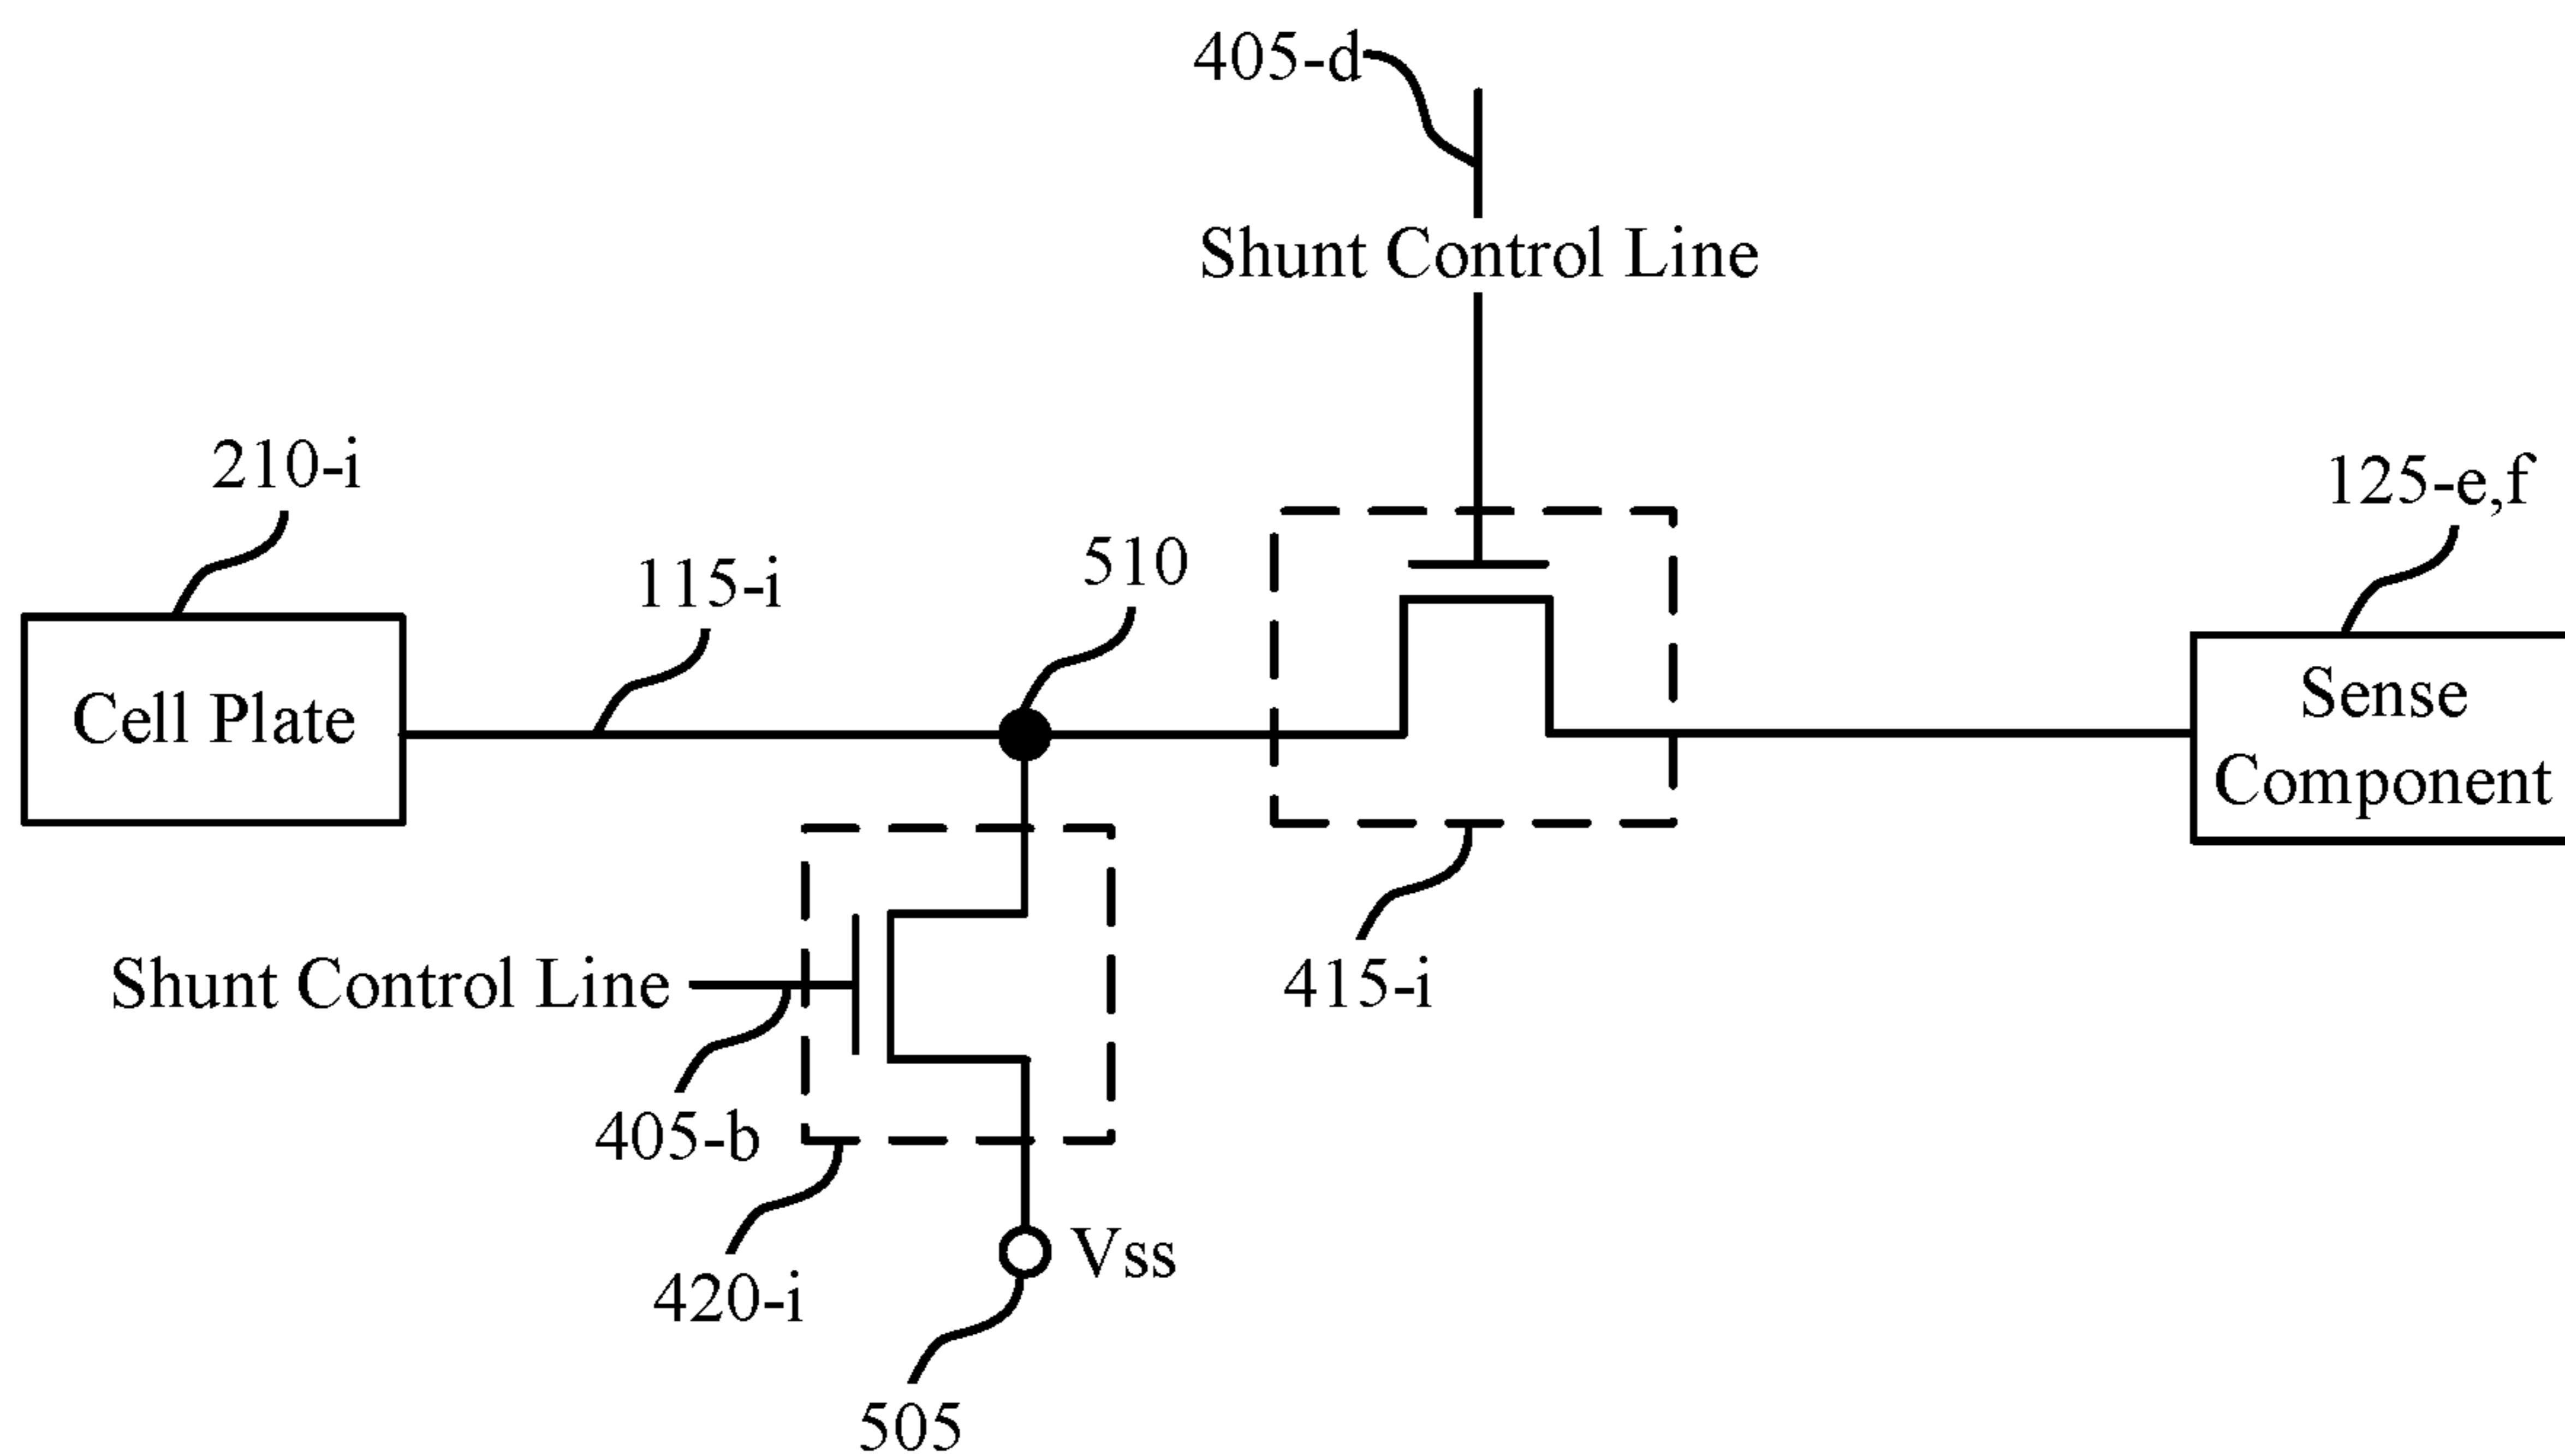 405-d
Shunt Control Line
210-i
125-e,f
510
115-i
Sense
Cell Plate
Component
Shunt Control Line
415-i
405-b
Vss
420-i
505